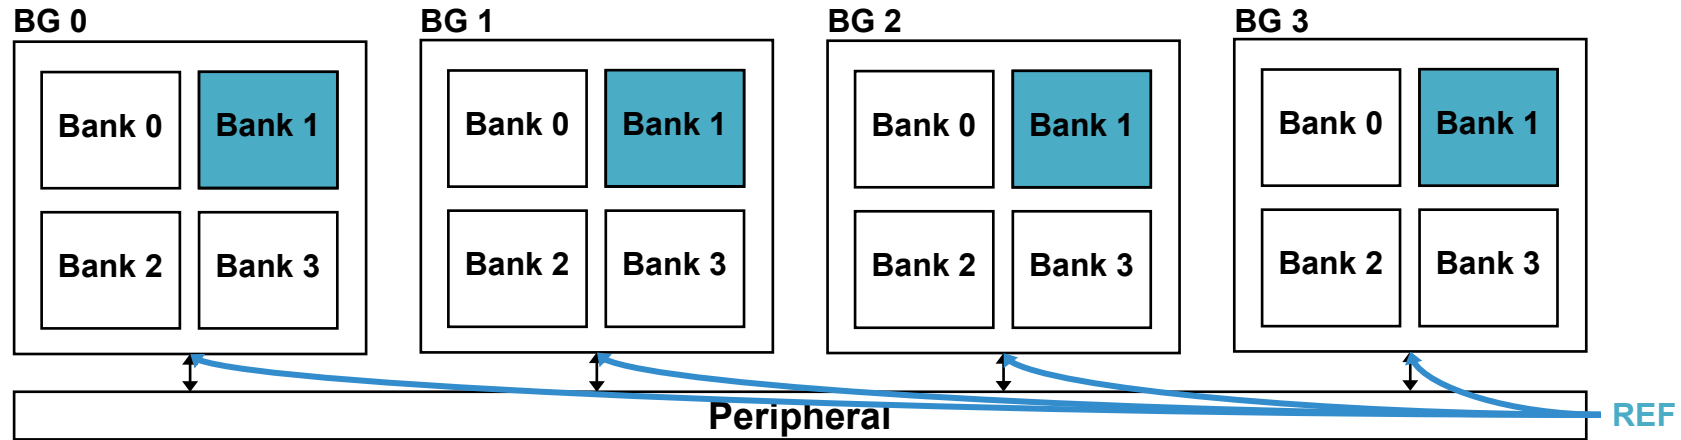 BG 0 BG 1 BG 2 BG 3
Bank 0 Bank 1 Bank 0 Bank 1 Bank 0 Bank 1 Bank 0 Bank 1
Bank 2 Bank 3 Bank 2 Bank 3 Bank 2 Bank 3 Bank 2 Bank 3
Peripheral REF